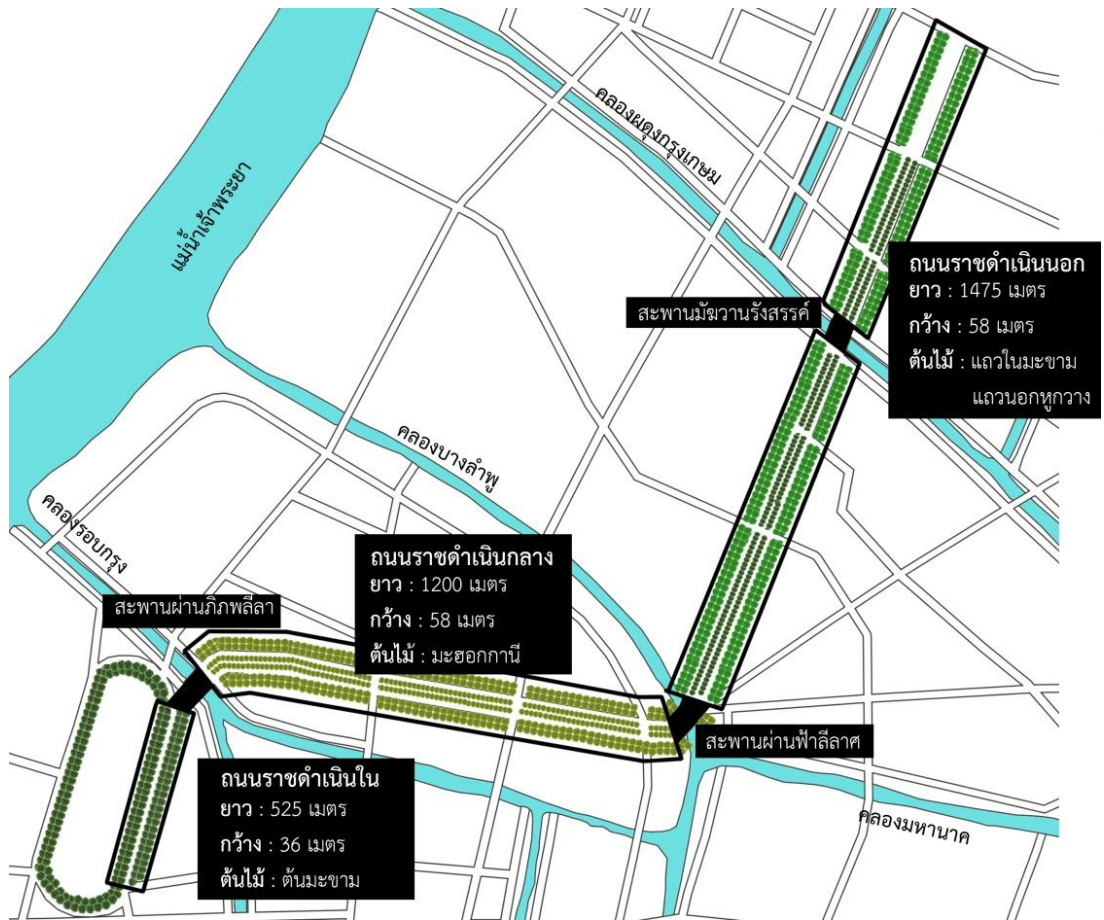 คลองผดุงกรุงเกษม
แม่น้ำเจ้าพระยา
ถนนราชดำเนินนอก
ยาว : 1475 เมตร
กว้าง : 58 เมตร
ต้นไม้ : แถวในมะขาม
แถวนอกหูกวาง
สะพานมัฆวานรังสรรค์
คลองบางลำพู
คลองรอบกรุง
ถนนราชดำเนินกลาง
ยาว : 1200 เมตร
กว้าง : 58 เมตร
ต้นไม้ : มะฮอกกานี
สะพานผ่านภิภพลีลา
สะพานผ่านฟ้าลีลาศ
ถนนราชดำเนินใน
ยาว : 525 เมตร
กว้าง : 36 เมตร
ต้นไม้ : ต้นมะขาม
คลองมหานาค